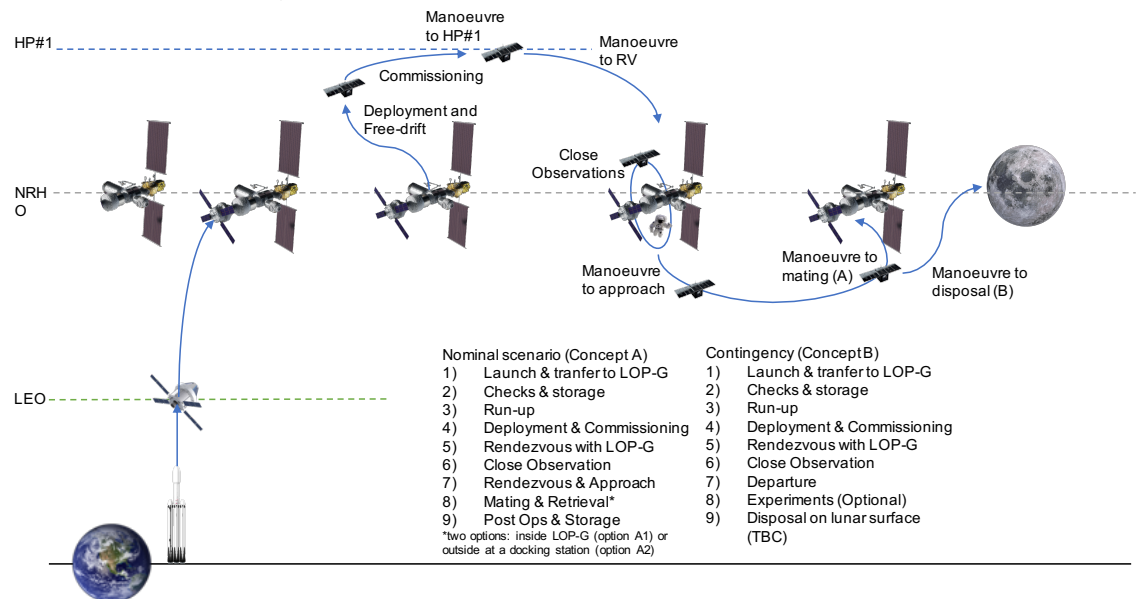 Manoeuvre
to HP#1
HP#1
Manoeuvre
to RV
Commissioning
Deployment and
Free-drift
Close
Observations
NRH
O
Manoeuvre
to approach
Manoeuvre to
mating (A)
Manoeuvre to
disposal (B)
LEO
Nominal scenario (Concept A)
1) Launch & tranfer to LOP-G
2) Checks & storage
3) Run-up
4) Deployment & Commissioning
5) Rendezvous with LOP-G
6) Close Observation
7) Rendezvous & Approach
8) Mating & Retrieval*
9) Post Ops & Storage
*two options: inside LOP-G (option A1) or
outside at a docking station (option A2)
Contingency (Concept B)
1) Launch & tranfer to LOP-G
2) Checks & storage
3) Run-up
4) Deployment & Commissioning
5) Rendezvous with LOP-G
6) Close Observation
7) Departure
8) Experiments (Optional)
9) Disposal on lunar surface
(TBC)